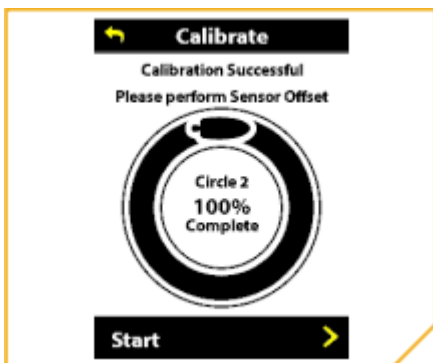 Calibrate
Calibration Successful
Please perform Sensor Offset
Circle 2
100%
Complete
Start